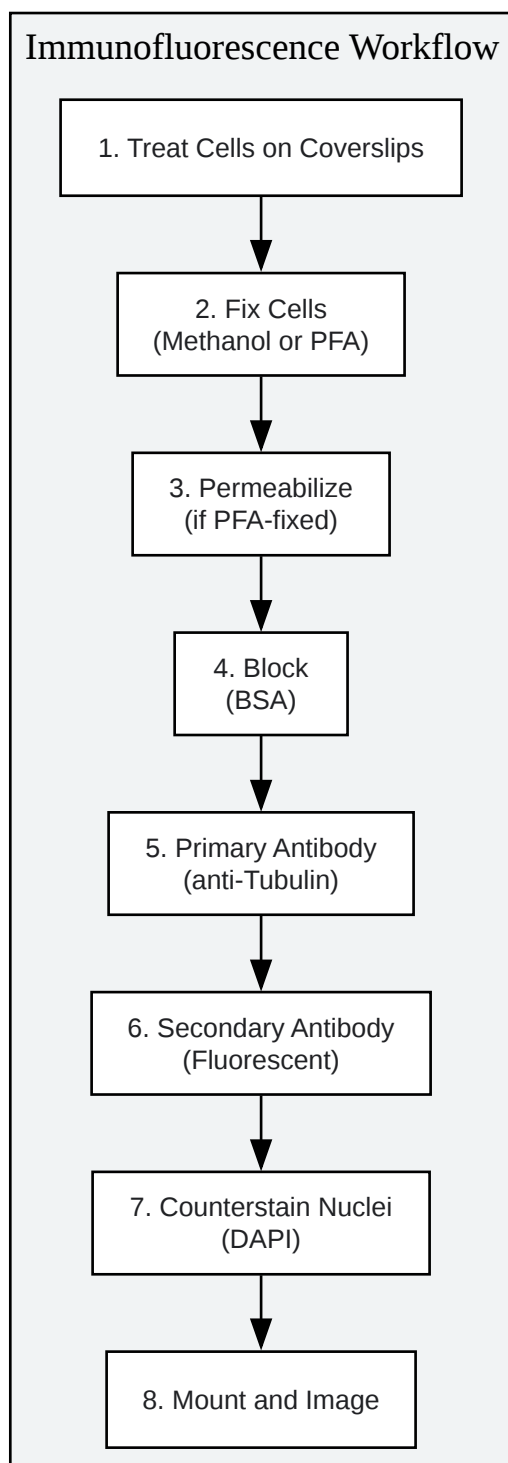 Immunofluorescence Workflow
1. Treat Cells on Coverslips
2. Fix Cells
(Methanol or PFA)
3. Permeabilize
(if PFA-fixed)
4. Block
(BSA)
5. Primary Antibody
(anti-Tubulin)
6. Secondary Antibody
(Fluorescent)
7. Counterstain Nuclei
(DAPI)
8. Mount and Image